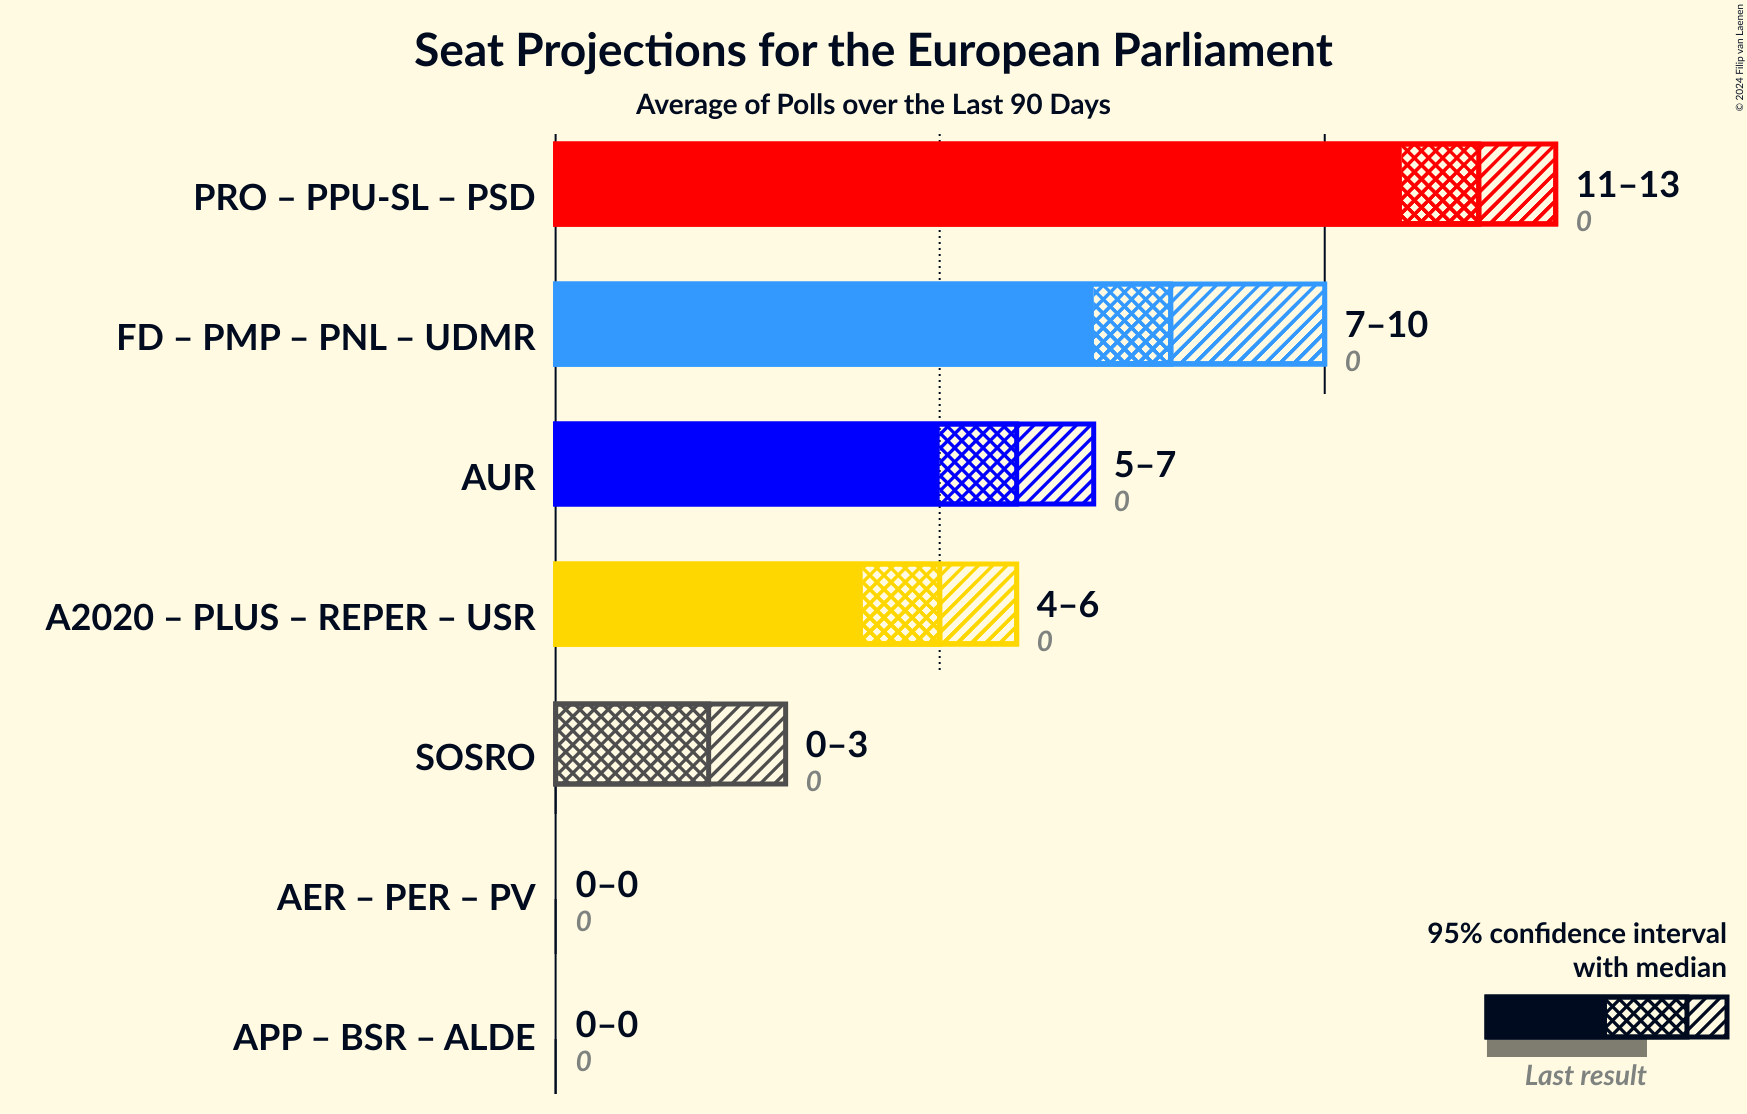 Seat Projections for the European Parliament
Average of Polls over the Last 90 Days
© 2024 Filip van Laenen
PRO – PPU-SL – PSD
11–13
0
FD – PMP – PNL – UDMR
7–10
0
AUR
5–7
0
A2020 – PLUS – REPER – USR
4–6
0
SOSRO
0–3
0
AER – PER – PV
0–0
0
APP – BSR – ALDE
0–0
0
95% confidence interval
with median
Last result